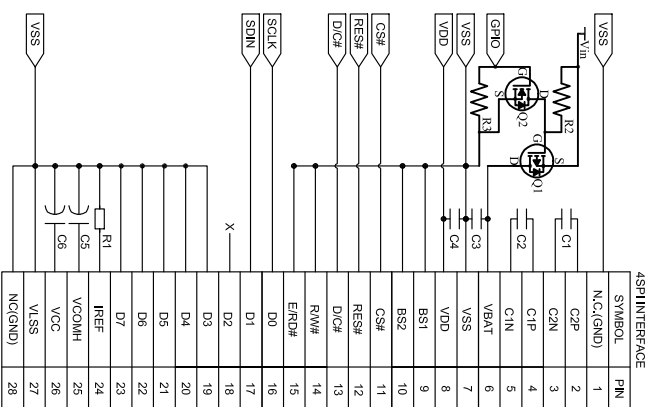 4SPI INTERFACE
SYMBOL PIN
N.C.(GND) 1
C2P 2
C2N 3
C1P 4
C1N 5
VBAT 6
VSS 7
VDD 8
BS1 9
BS2 10
CS# 11
RES# 12
D/C# 13
R/W# 14
E/RD# 15
D0 16
D1 17
D2 18
D3 19
D4 20
D5 21
D6 22
D7 23
IREF 24
VCOMH 25
VCC 26
VLSS 27
NC(GND) 28
VSS
Vin
GPIO
VSS
VDD
CS#
RES#
D/C#
SCLK
SDIN
VSS
R2
Q1
G
S
D
Q2
G
D
S
R3
C1
C2
C3
C4
X
R1
C5
C6